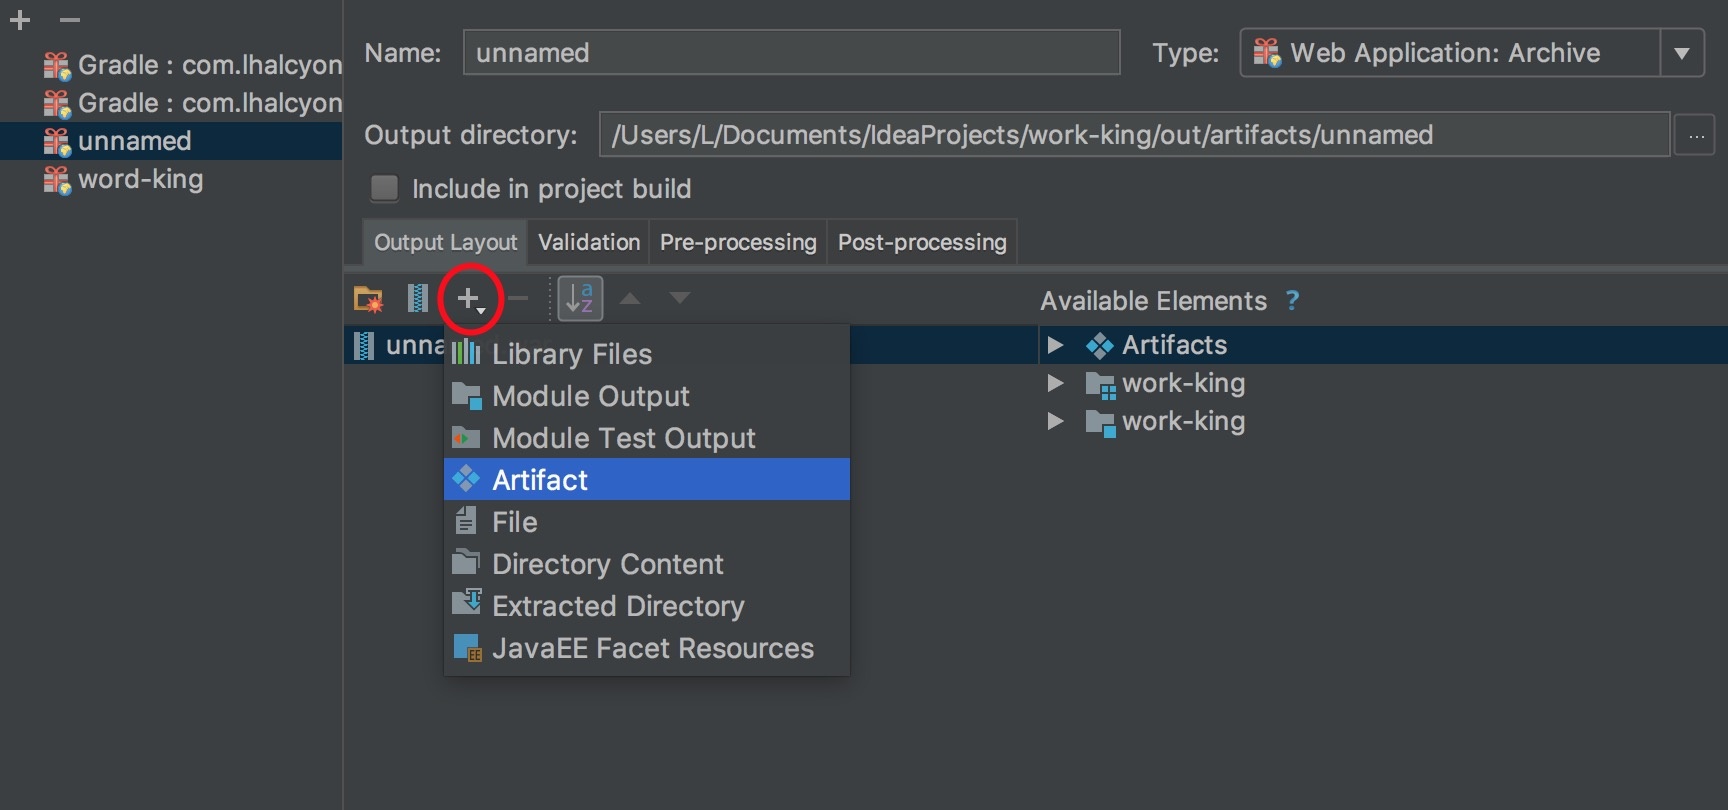 Gradle : com.lhalcyon
Gradle : com.lhalcyon
unnamed
word-king
Name: unnamed Type: Web Application: Archive
Output directory: /Users/L/Documents/IdeaProjects/work-king/out/artifacts/unnamed ...
Include in project build
Output Layout Validation Pre-processing Post-processing
a
z
Available Elements ?
unna
Library Files
Module Output
Module Test Output
Artifact
File
Directory Content
Extracted Directory
EE JavaEE Facet Resources
Artifacts
work-king
work-king